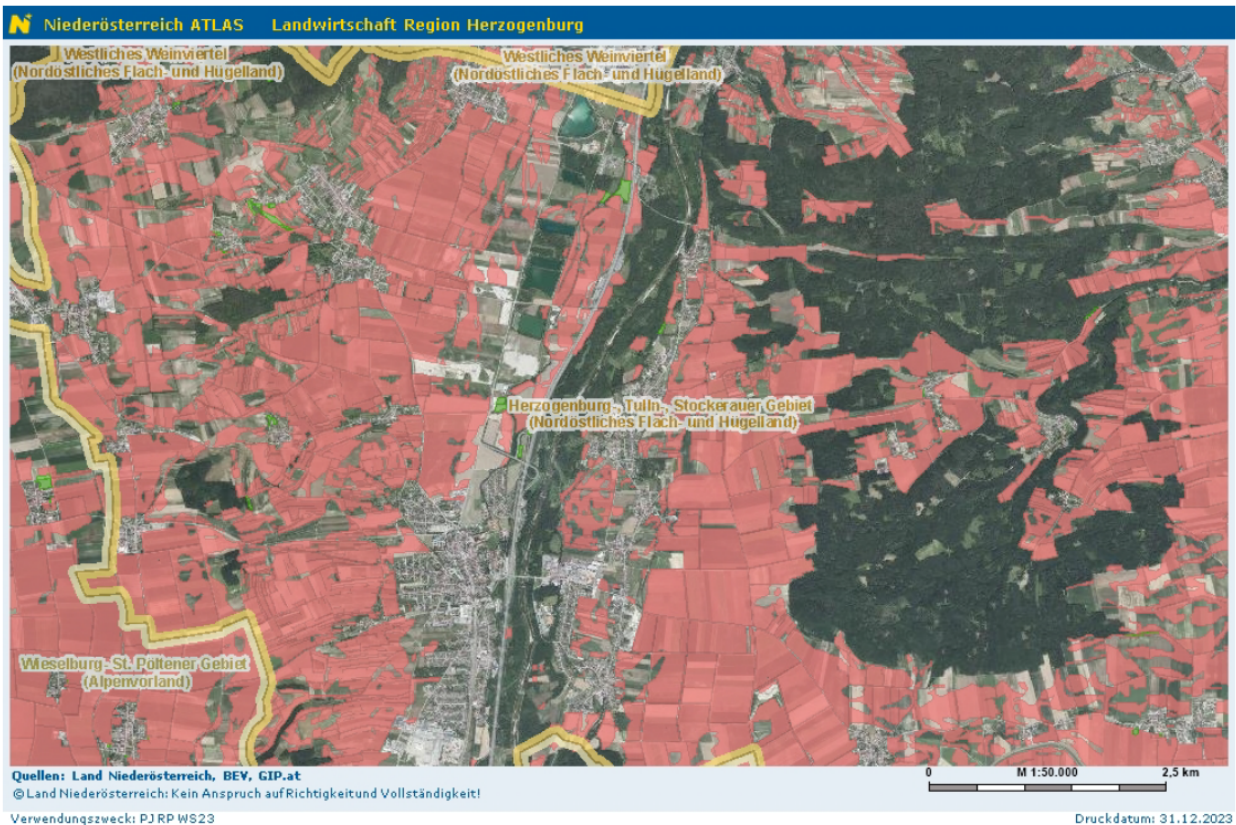 N Niederösterreich ATLAS Landwirtschaft Region Herzogenburg
Westliches Weinviertel
(Nordöstliches Flach- und Hügelland)
Westliches Weinviertel
(Nordöstliches Flach- und Hügelland)
Herzogenburg-, Tulln-, Stockerauer Gebiet
(Nordöstliches Flach- und Hügelland)
Wieselburg- St. Pöltener Gebiet
(Alpenvorland)
Quellen: Land Niederösterreich, BEV, GIP.at
© Land Niederösterreich: Kein Anspruch auf Richtigkeit und Vollständigkeit!
0 M 1:50.000 2,5 km
Verwendungszweck: PJ RP WS23
Druckdatum: 31.12.2023